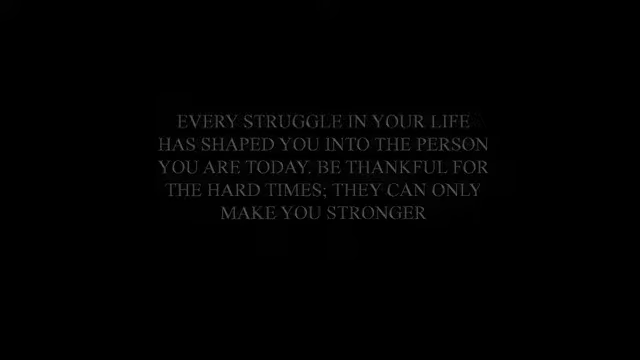 EVERY STRUGGLE IN YOUR LIFE
HAS SHAPED YOU INTO THE PERSON
YOU ARE TODAY. BE THANKFUL FOR
THE HARD TIMES; THEY CAN ONLY
MAKE YOU STRONGER